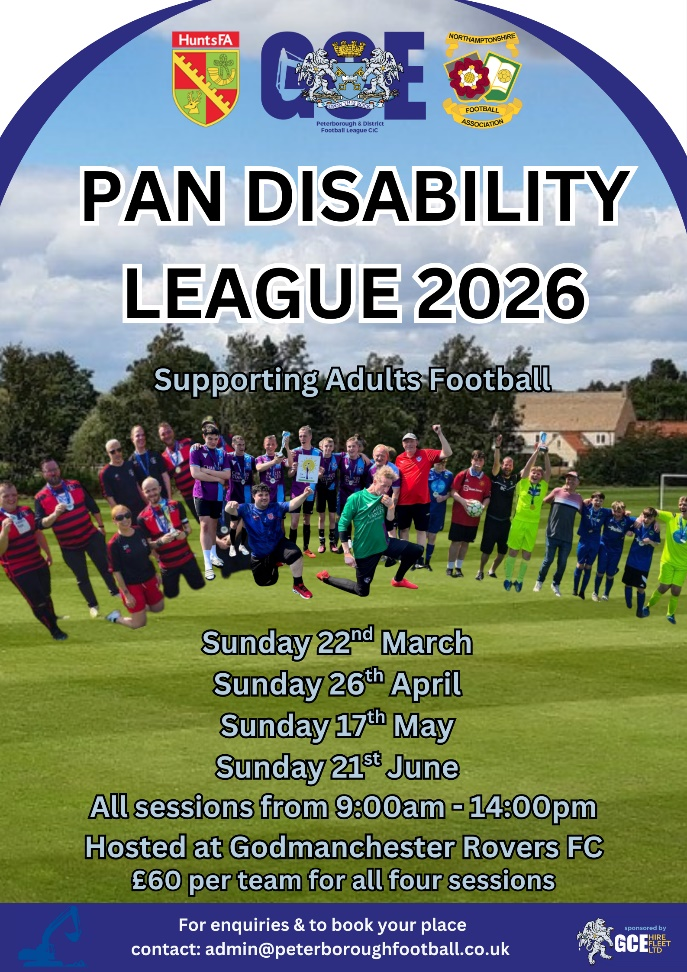 HuntsFA
GCE
Peterborough & District
Football League CIC
NORTHAMPTONSHIRE
FOOTBALL
ASSOCIATION
PAN DISABILITY
LEAGUE 2026
Supporting Adults Football
Sunday 22nd March
Sunday 26th April
Sunday 17th May
Sunday 21st June
All sessions from 9:00am - 14:00pm
Hosted at Godmanchester Rovers FC
£60 per team for all four sessions
For enquiries & to book your place
contact: admin@peterboroughfootball.co.uk
sponsored by
GCE HIRE
FLEET
LTD